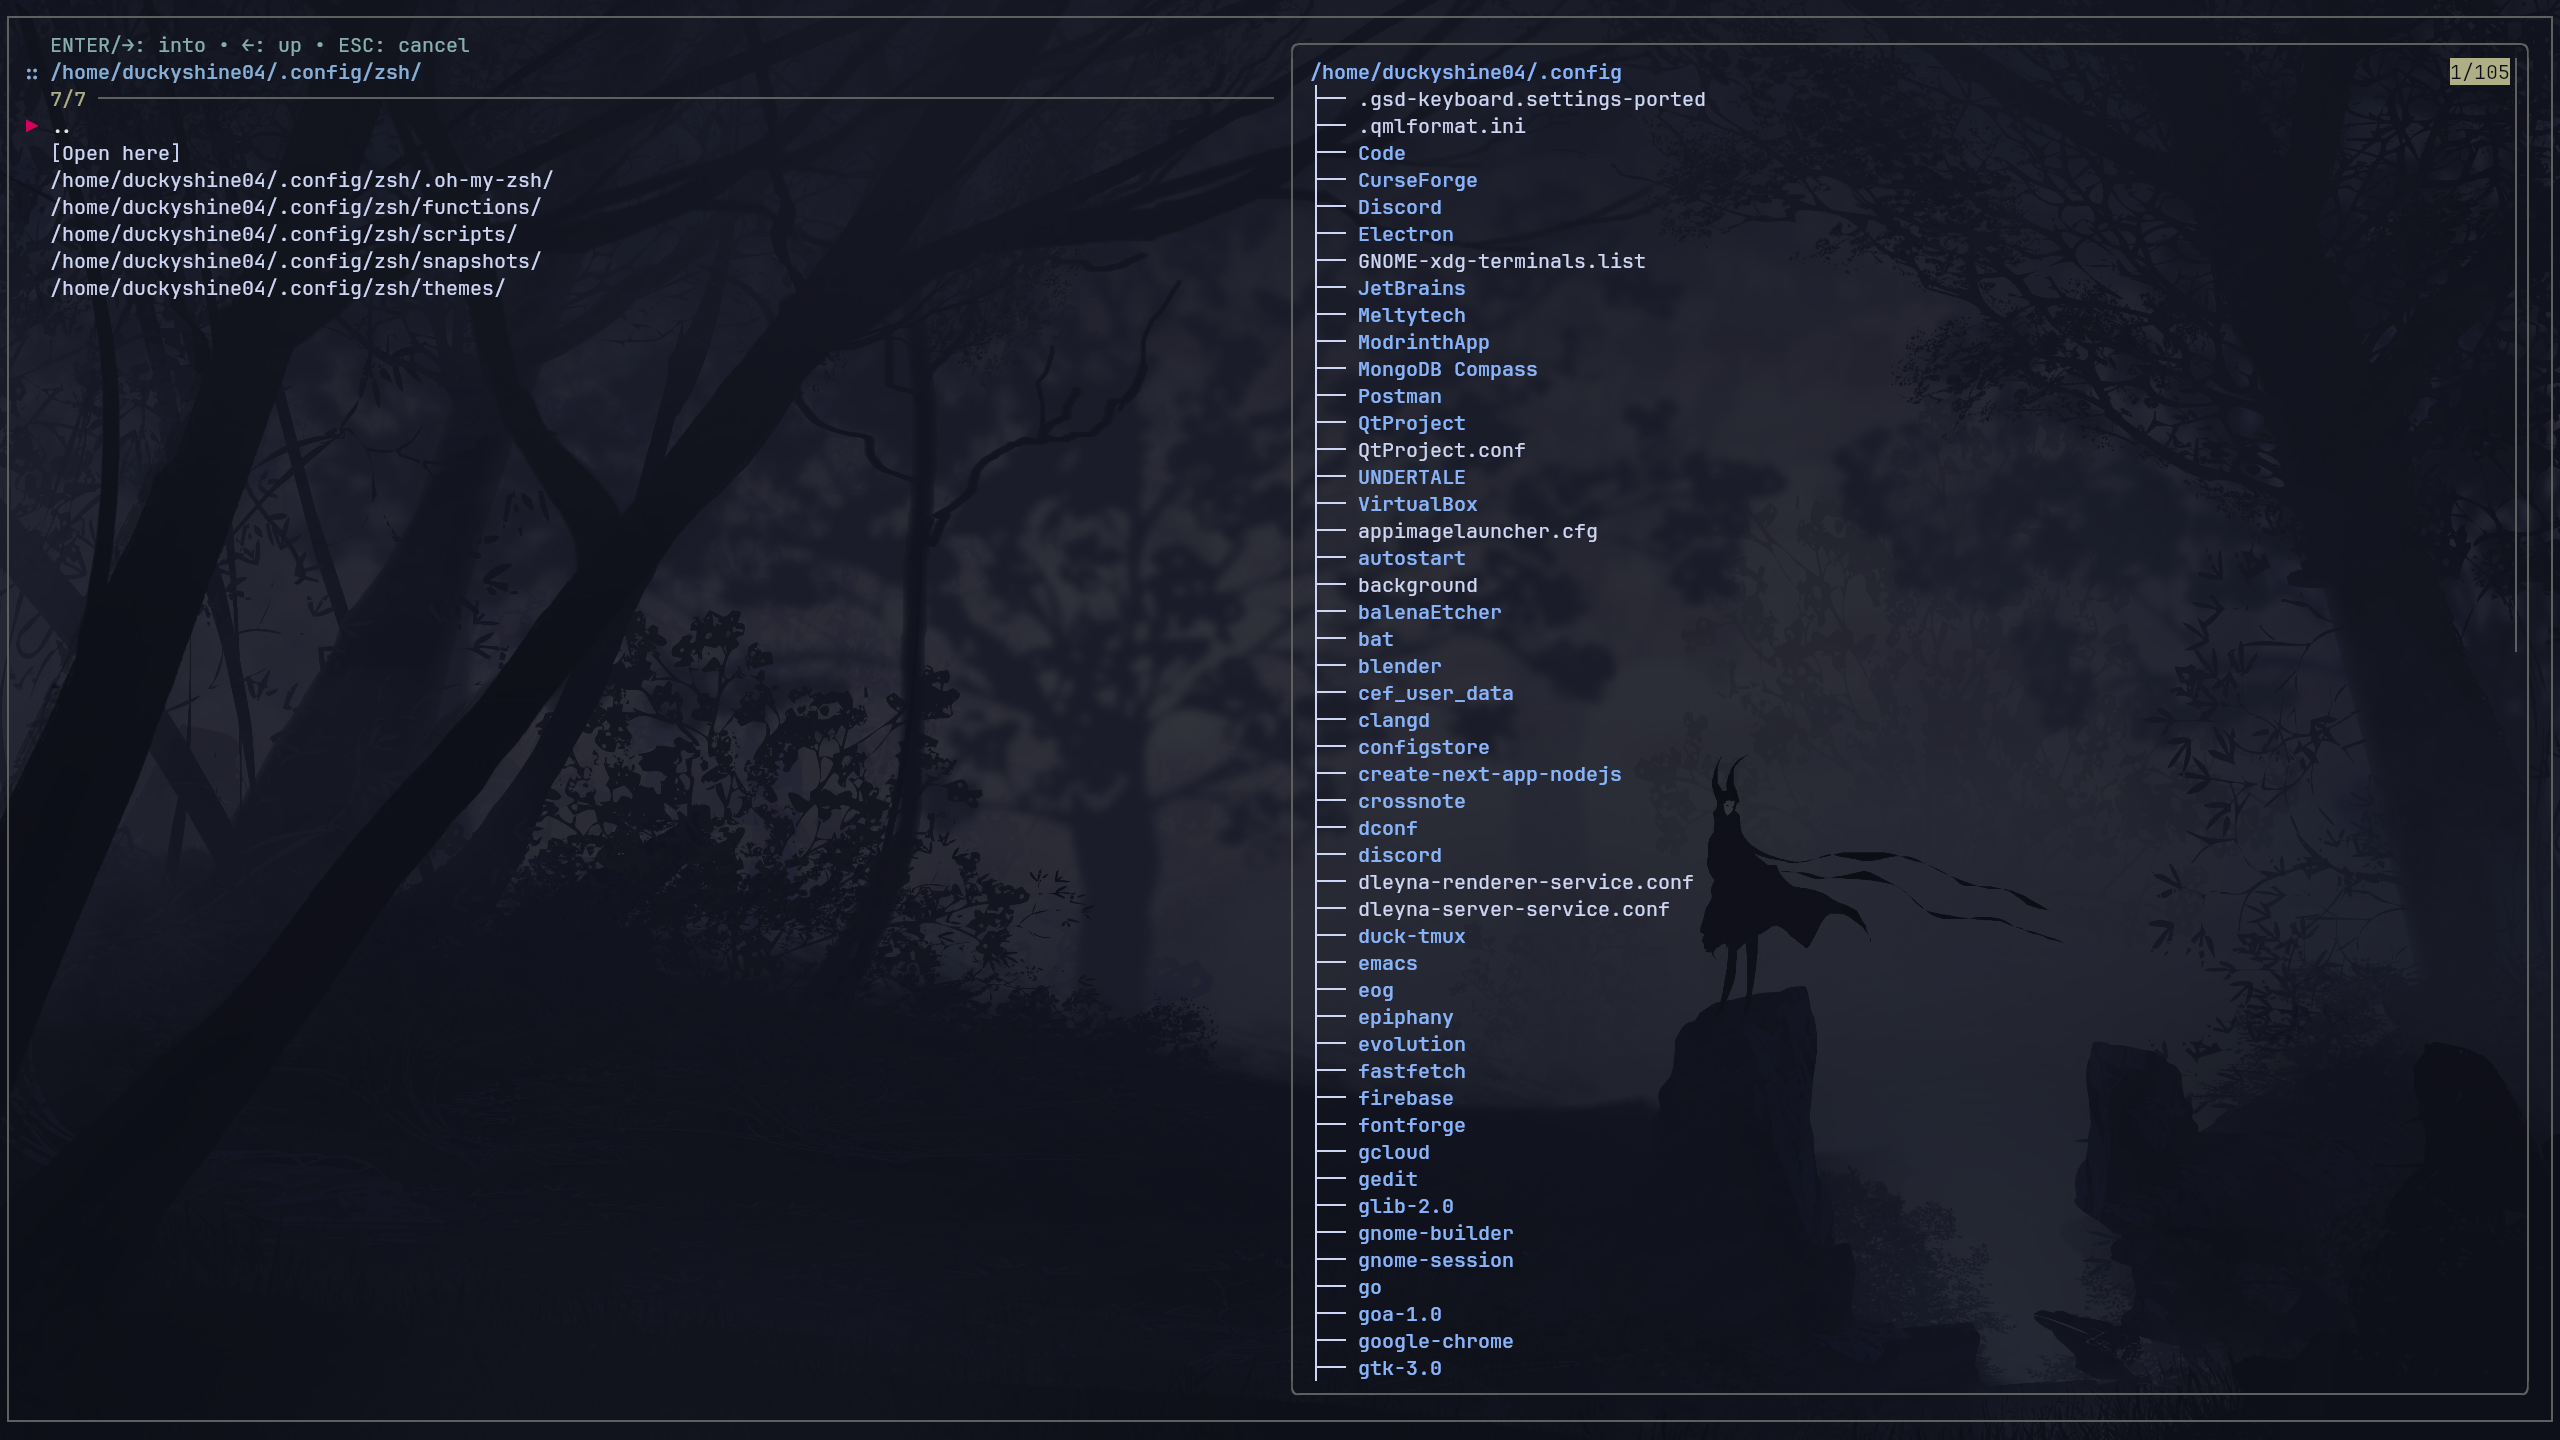 ENTER/→: into • ←: up • ESC: cancel
:: /home/duckyshine04/.config/zsh/
7/7
▶ ..
[Open here]
/home/duckyshine04/.config/zsh/.oh-my-zsh/
/home/duckyshine04/.config/zsh/functions/
/home/duckyshine04/.config/zsh/scripts/
/home/duckyshine04/.config/zsh/snapshots/
/home/duckyshine04/.config/zsh/themes/
/home/duckyshine04/.config
1/105
├── .gsd-keyboard.settings-ported
├── .qmlformat.ini
├── Code
├── CurseForge
├── Discord
├── Electron
├── GNOME-xdg-terminals.list
├── JetBrains
├── Meltytech
├── ModrinthApp
├── MongoDB Compass
├── Postman
├── QtProject
├── QtProject.conf
├── UNDERTALE
├── VirtualBox
├── appimagelauncher.cfg
├── autostart
├── background
├── balenaEtcher
├── bat
├── blender
├── cef_user_data
├── clangd
├── configstore
├── create-next-app-nodejs
├── crossnote
├── dconf
├── discord
├── dleyna-renderer-service.conf
├── dleyna-server-service.conf
├── duck-tmux
├── emacs
├── eog
├── epiphany
├── evolution
├── fastfetch
├── firebase
├── fontforge
├── gcloud
├── gedit
├── glib-2.0
├── gnome-builder
├── gnome-session
├── go
├── goa-1.0
├── google-chrome
├── gtk-3.0